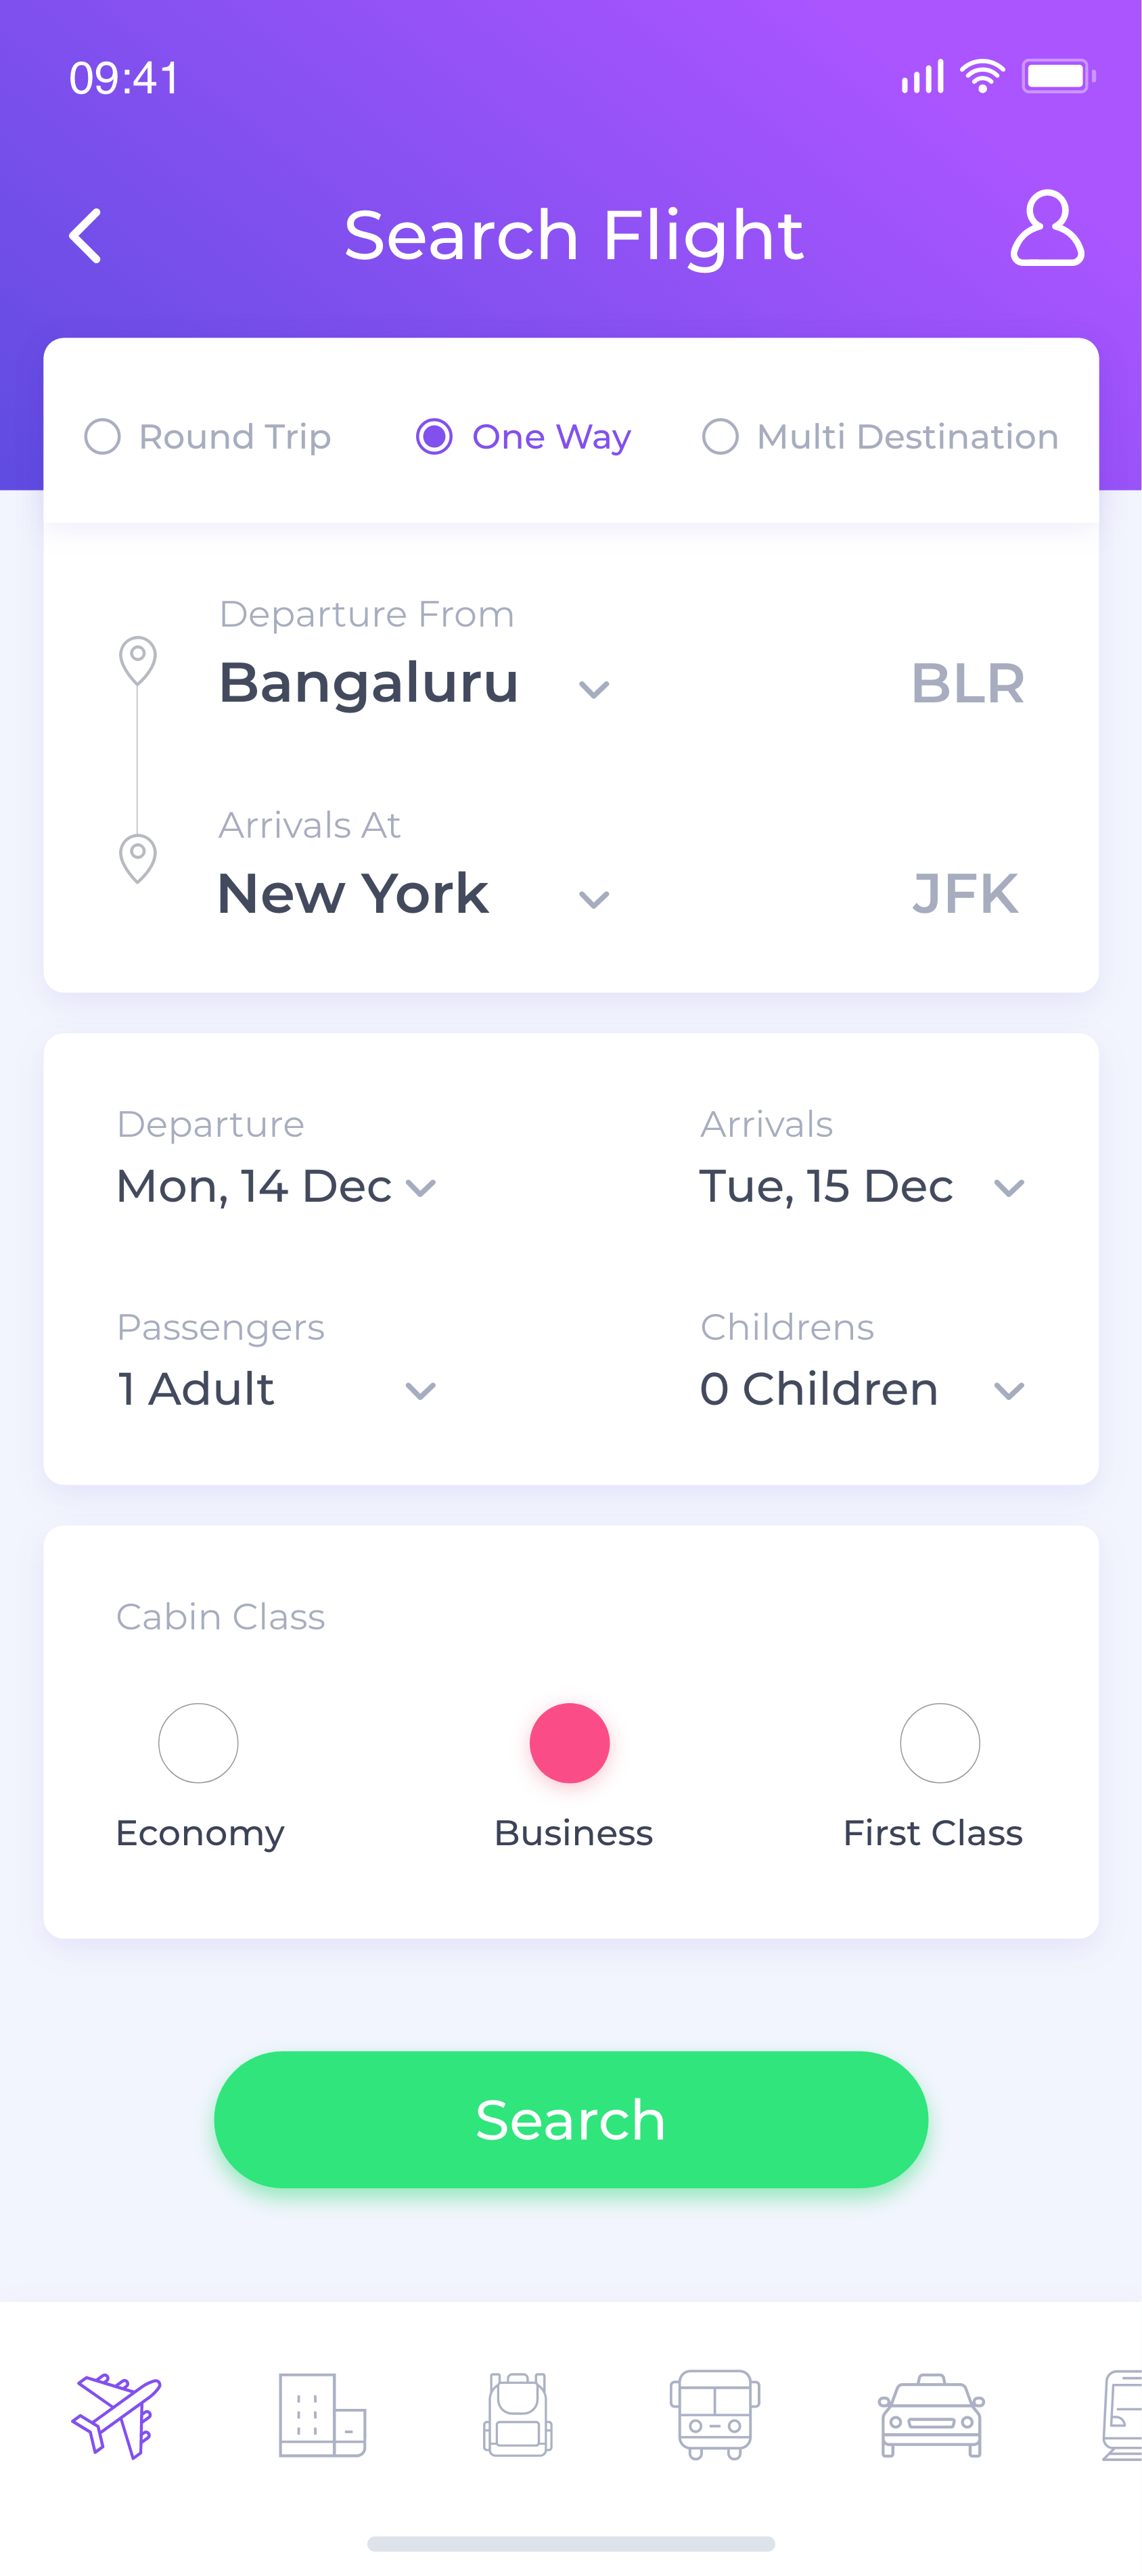 09:41
Search Flight
Round Trip One Way Multi Destination
Departure From
Bangaluru BLR
Arrivals At
New York JFK
Departure Arrivals
Mon, 14 Dec Tue, 15 Dec
Passengers Childrens
1 Adult 0 Children
Cabin Class
Economy Business First Class
Search